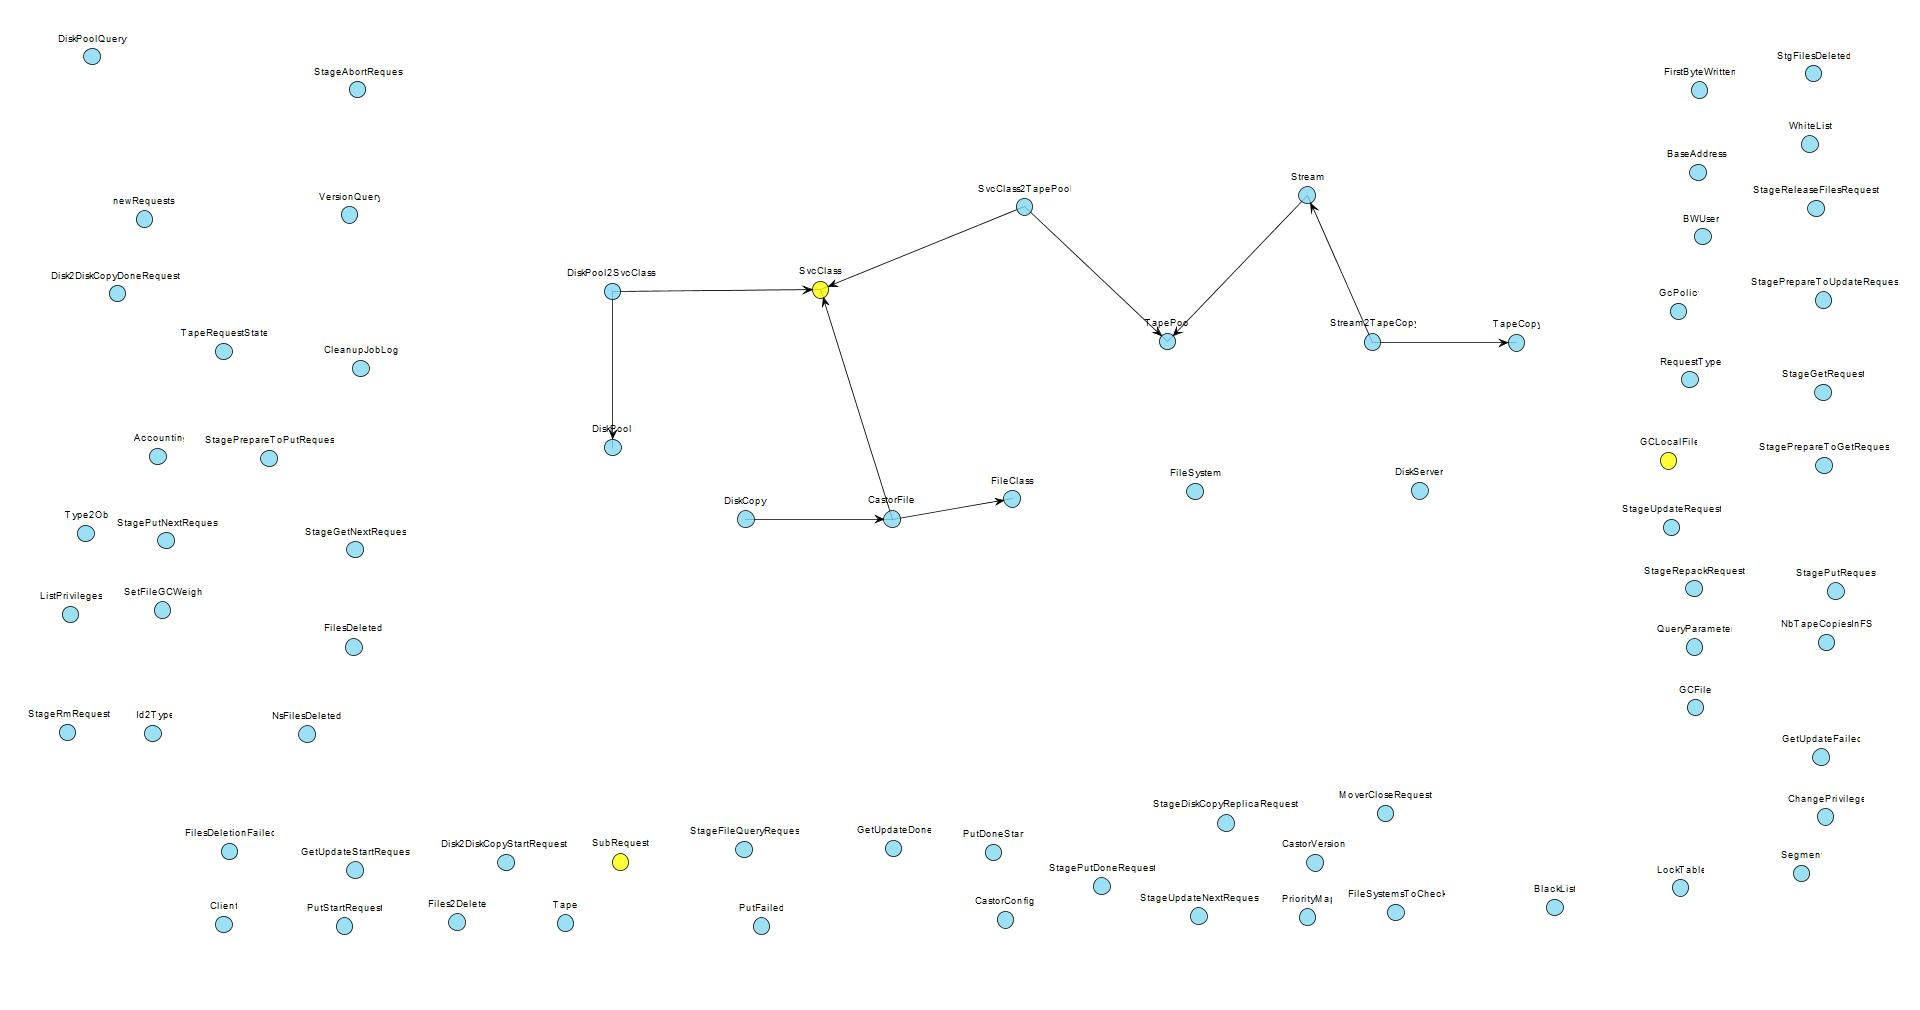 DiskPoolQuery
StageAbortReques
StgFilesDeleted
FirstByteWritten
WhiteList
BaseAddress
StageReleaseFilesRequest
Stream
SvcClass2TapePool
newRequests
VersionQuery
BWUser
Disk2DiskCopyDoneRequest
DiskPool2SvcClass
SvcClass
StagePrepareToUpdateReques
GcPolic
TapeRequestState
CleanupJobLog
TapePoo
Stream2TapeCopy
TapeCopy
RequestType
StageGetRequest
DiskPool
Accounting
StagePrepareToPutReques
GCLocalFile
StagePrepareToGetReques
FileSystem
DiskServer
FileClass
DiskCopy
CastorFile
StageUpdateRequest
Type2Ob
StagePutNextReques
StageGetNextReques
StageRepackRequest
StagePutReques
ListPrivileges
SetFileGCWeigh
FilesDeleted
QueryParameter
NbTapeCopiesInFS
GCFile
StageRmRequest
Id2Type
NsFilesDeleted
GetUpdateFailed
MoverCloseRequest
StageDiskCopyReplicaRequest
ChangePrivilege
FilesDeletionFailed
GetUpdateStartReques
Disk2DiskCopyStartRequest
SubRequest
StageFileQueryReques
GetUpdateDone
PutDoneStar
CastorVersion
Segmen
StagePutDoneRequest
LockTable
BlackList
Client
PutStartRequest
Files2Delete
Tape
PutFailed
CastorConfig
StageUpdateNextReques
PriorityMap
FileSystemsToCheck